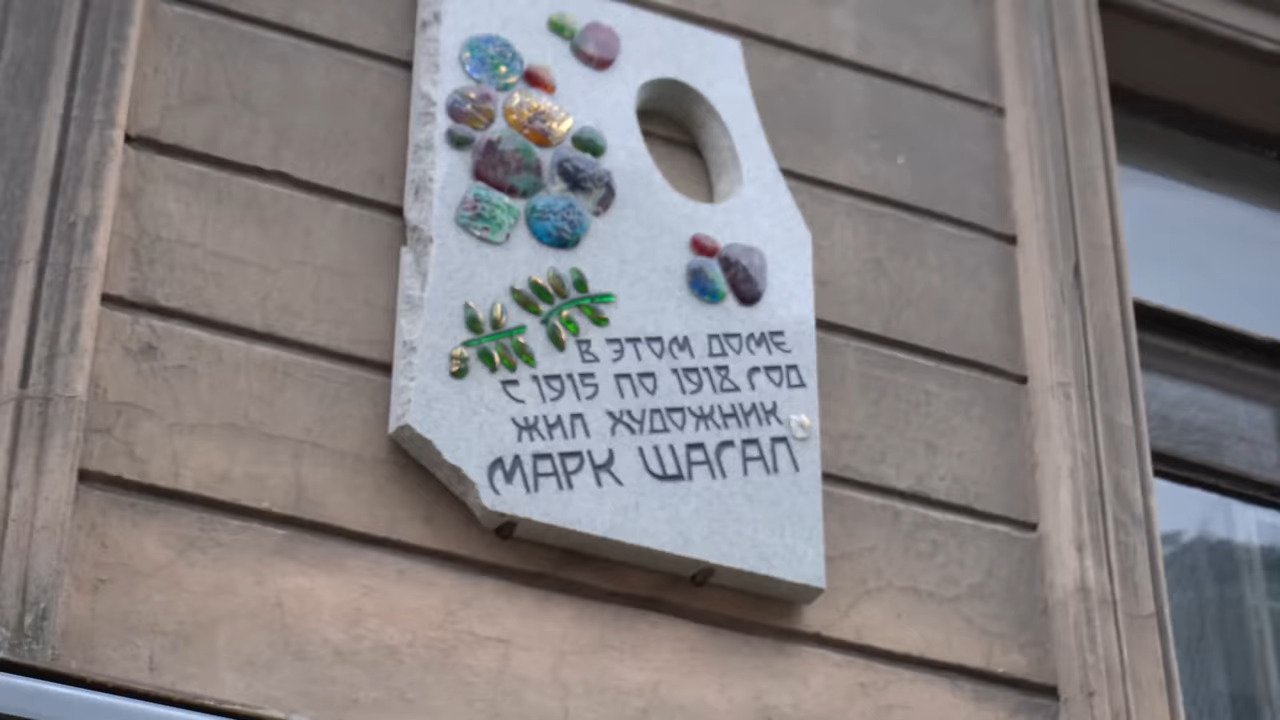 В ЭТОМ ДОМЕ
С 1915 ПО 1918 ГОД
ЖИЛ ХУДОЖНИК
МАРК ШАГАЛ